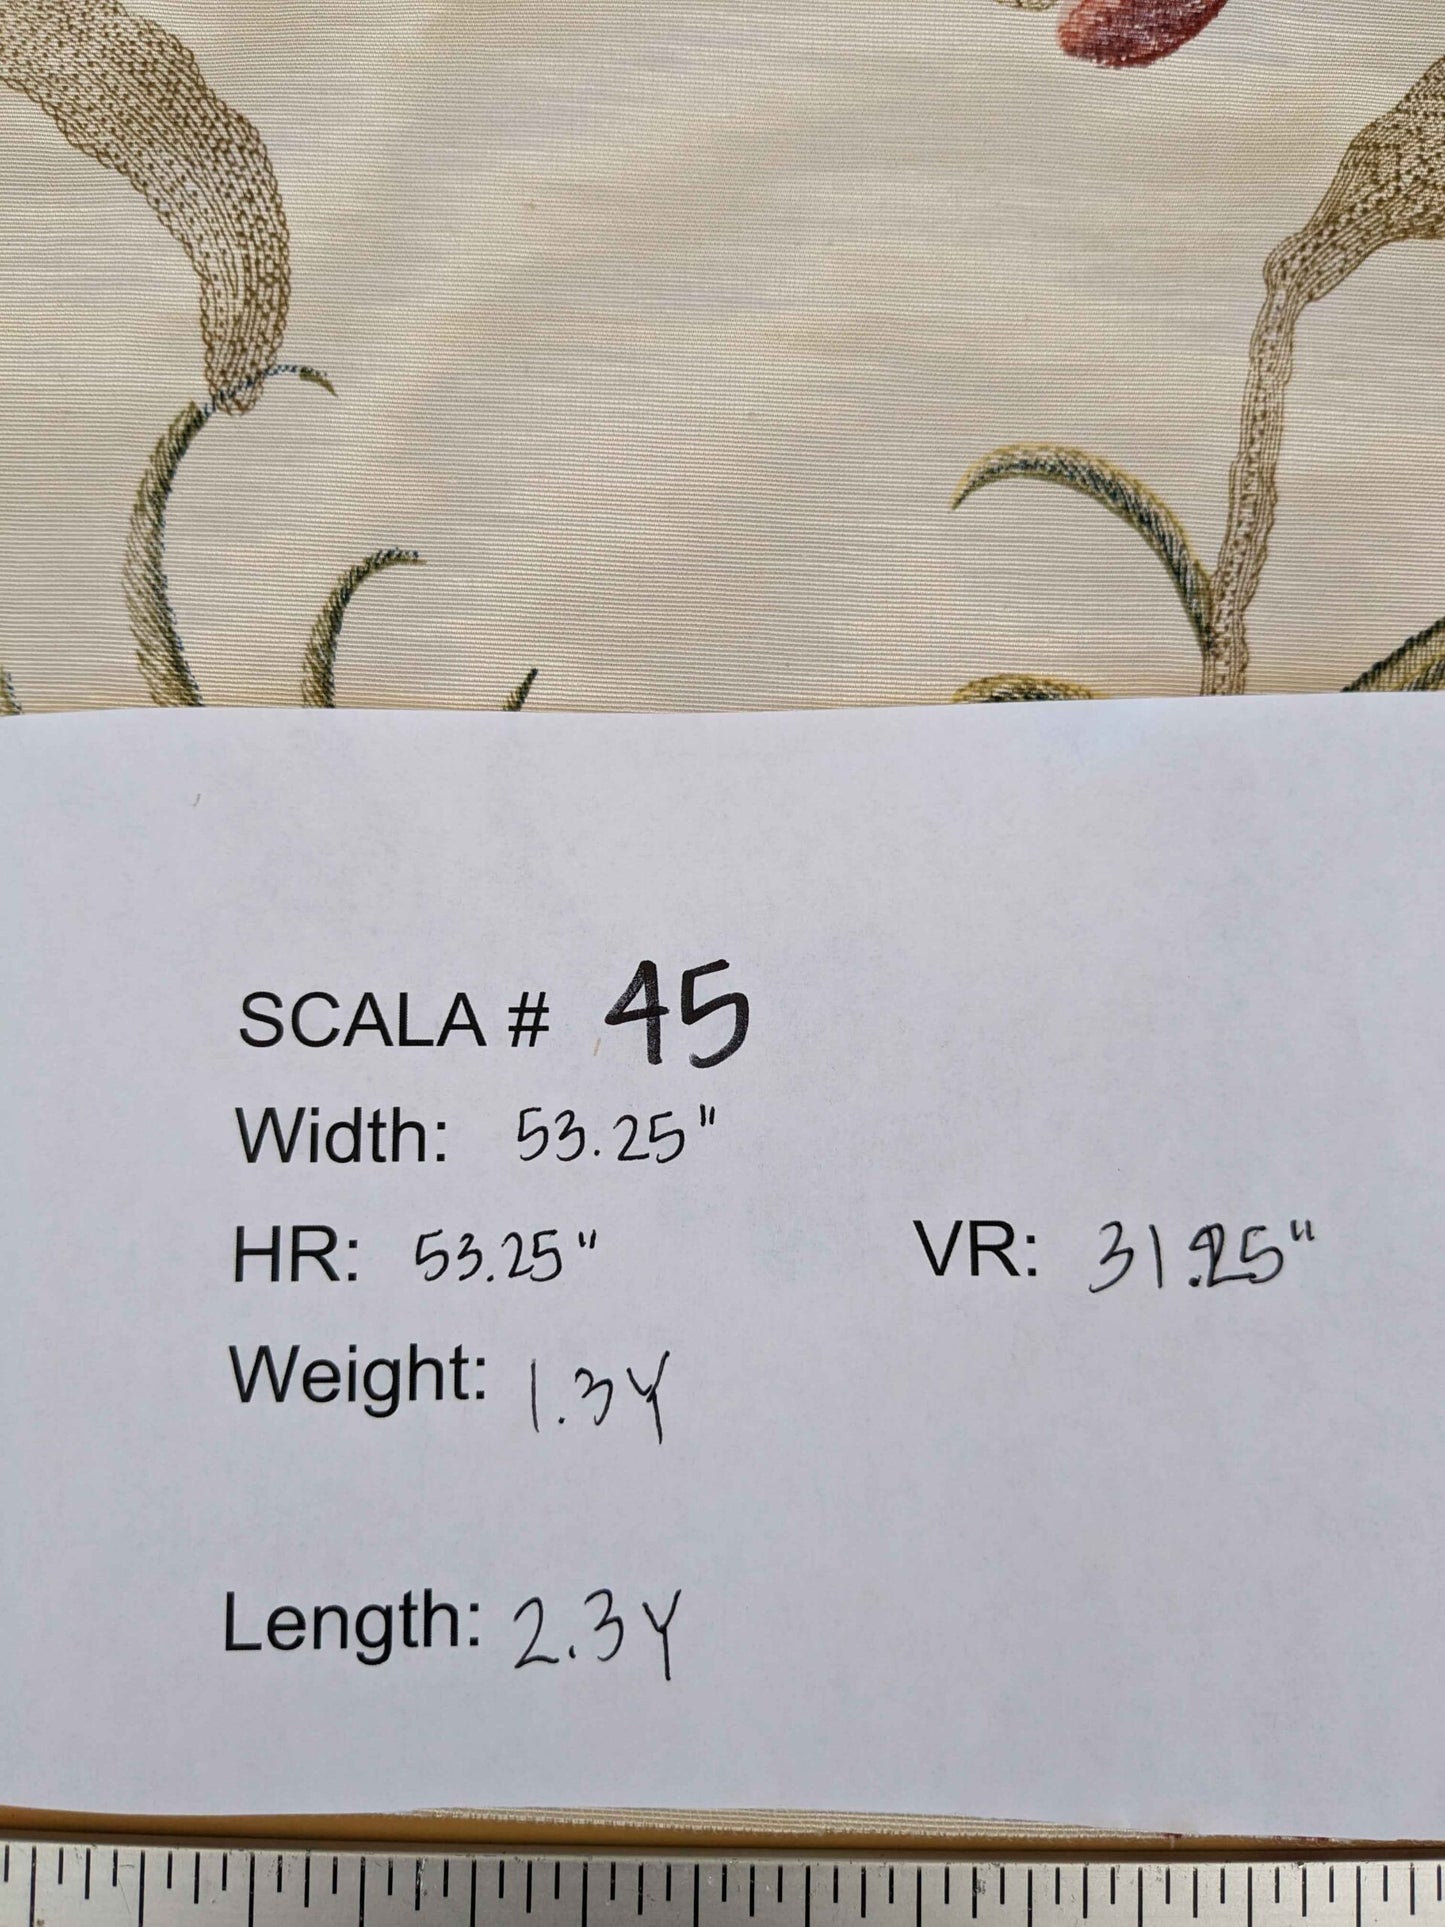 SCALA # 45
Width: 53.25"
HR: 53.25" VR: 31.25"
Weight: 1.3Y
Length: 2.3Y